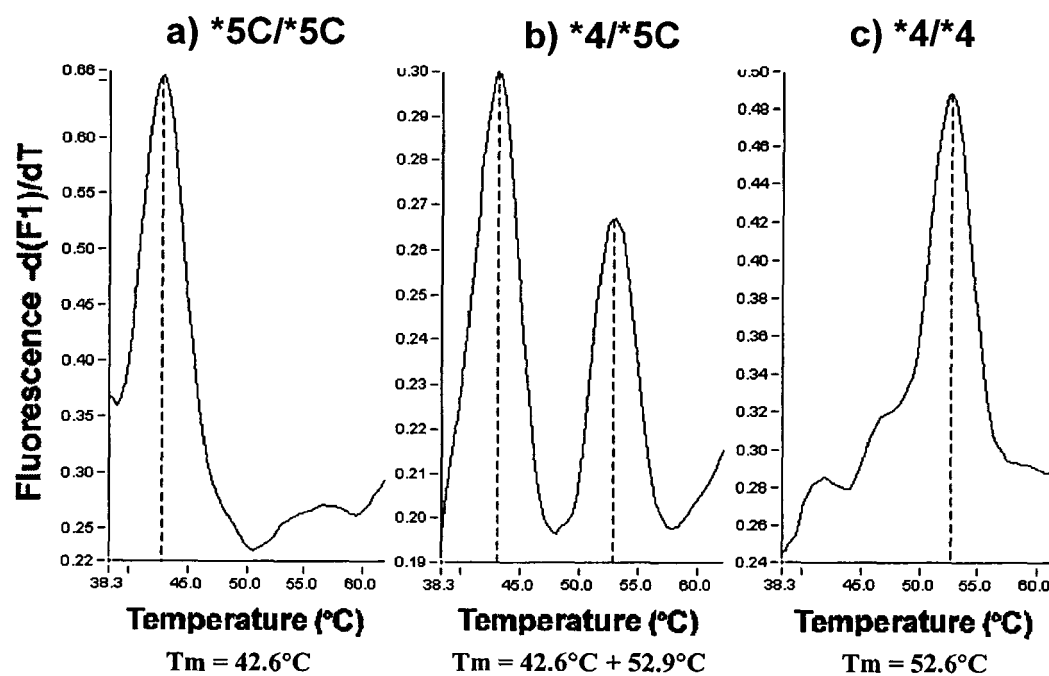 a) *5C/*5C
b) *4/*5C
c) *4/*4
Fluorescence -d(F1)/dT
0.66
0.60
0.55
0.50
0.45
0.40
0.35
0.30
0.25
0.22
38.3 45.0 50.0 55.0 60.0
Temperature (°C)
Tm = 42.6°C
0.30
0.29
0.28
0.27
0.26
0.25
0.24
0.23
0.22
0.21
0.20
0.19
38.3 45.0 50.0 55.0 60.0
Temperature (°C)
Tm = 42.6°C + 52.9°C
0.50
0.48
0.46
0.44
0.42
0.40
0.38
0.36
0.34
0.32
0.30
0.28
0.26
0.24
38.3 45.0 50.0 55.0 60.0
Temperature (°C)
Tm = 52.6°C